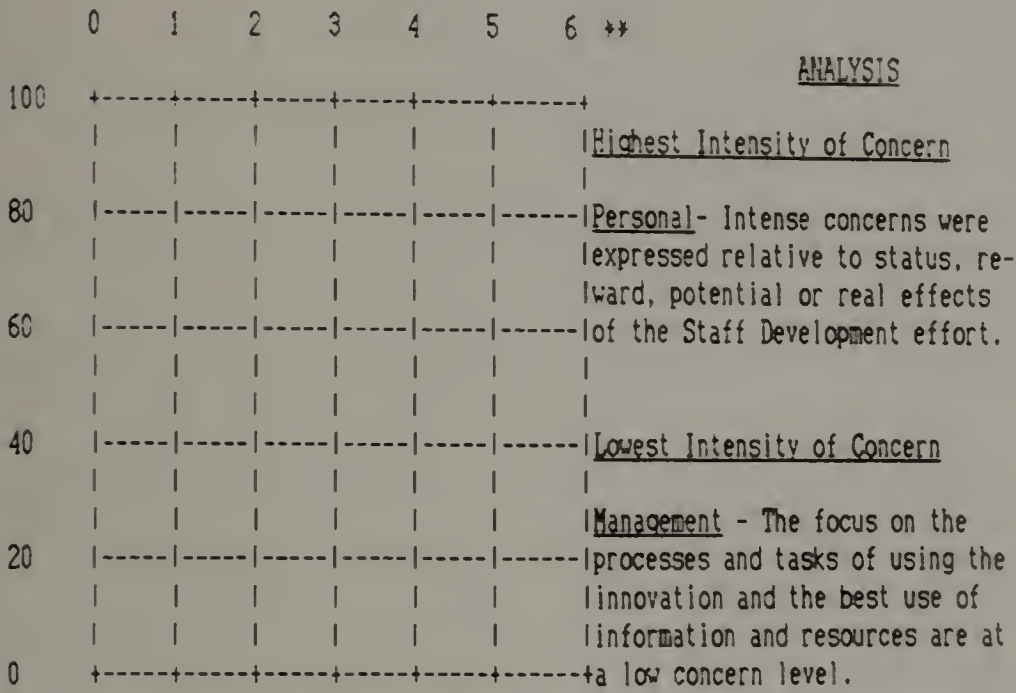 0 1 2 3 4 5 6 **
ANALYSIS
100 +-----+-----+-----+-----+-----+------+
| | | | | | |Highest Intensity of Concern
| | | | | | |
80 |-----|-----|-----|-----|-----|------|Personal- Intense concerns were
| | | | | | |expressed relative to status, re-
| | | | | | |ward, potential or real effects
60 |-----|-----|-----|-----|-----|------|of the Staff Development effort.
| | | | | | |
| | | | | | |
40 |-----|-----|-----|-----|-----|------|Lowest Intensity of Concern
| | | | | | |
| | | | | | |Management - The focus on the
20 |-----|-----|-----|-----|-----|------|processes and tasks of using the
| | | | | | |innovation and the best use of
| | | | | | |information and resources are at
0 +-----+-----+-----+-----+-----+------+a low concern level.